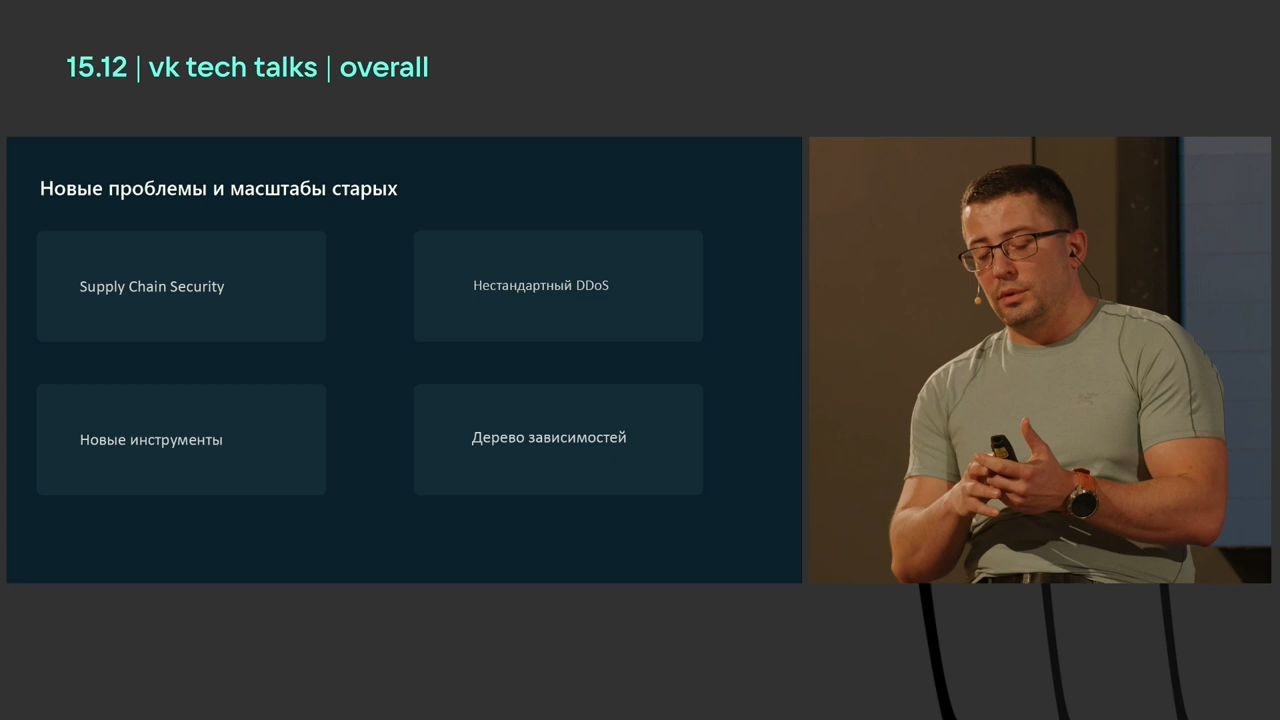 15.12 | vk tech talks | overall
Новые проблемы и масштабы старых
Supply Chain Security
Нестандартный DDoS
Новые инструменты
Дерево зависимостей